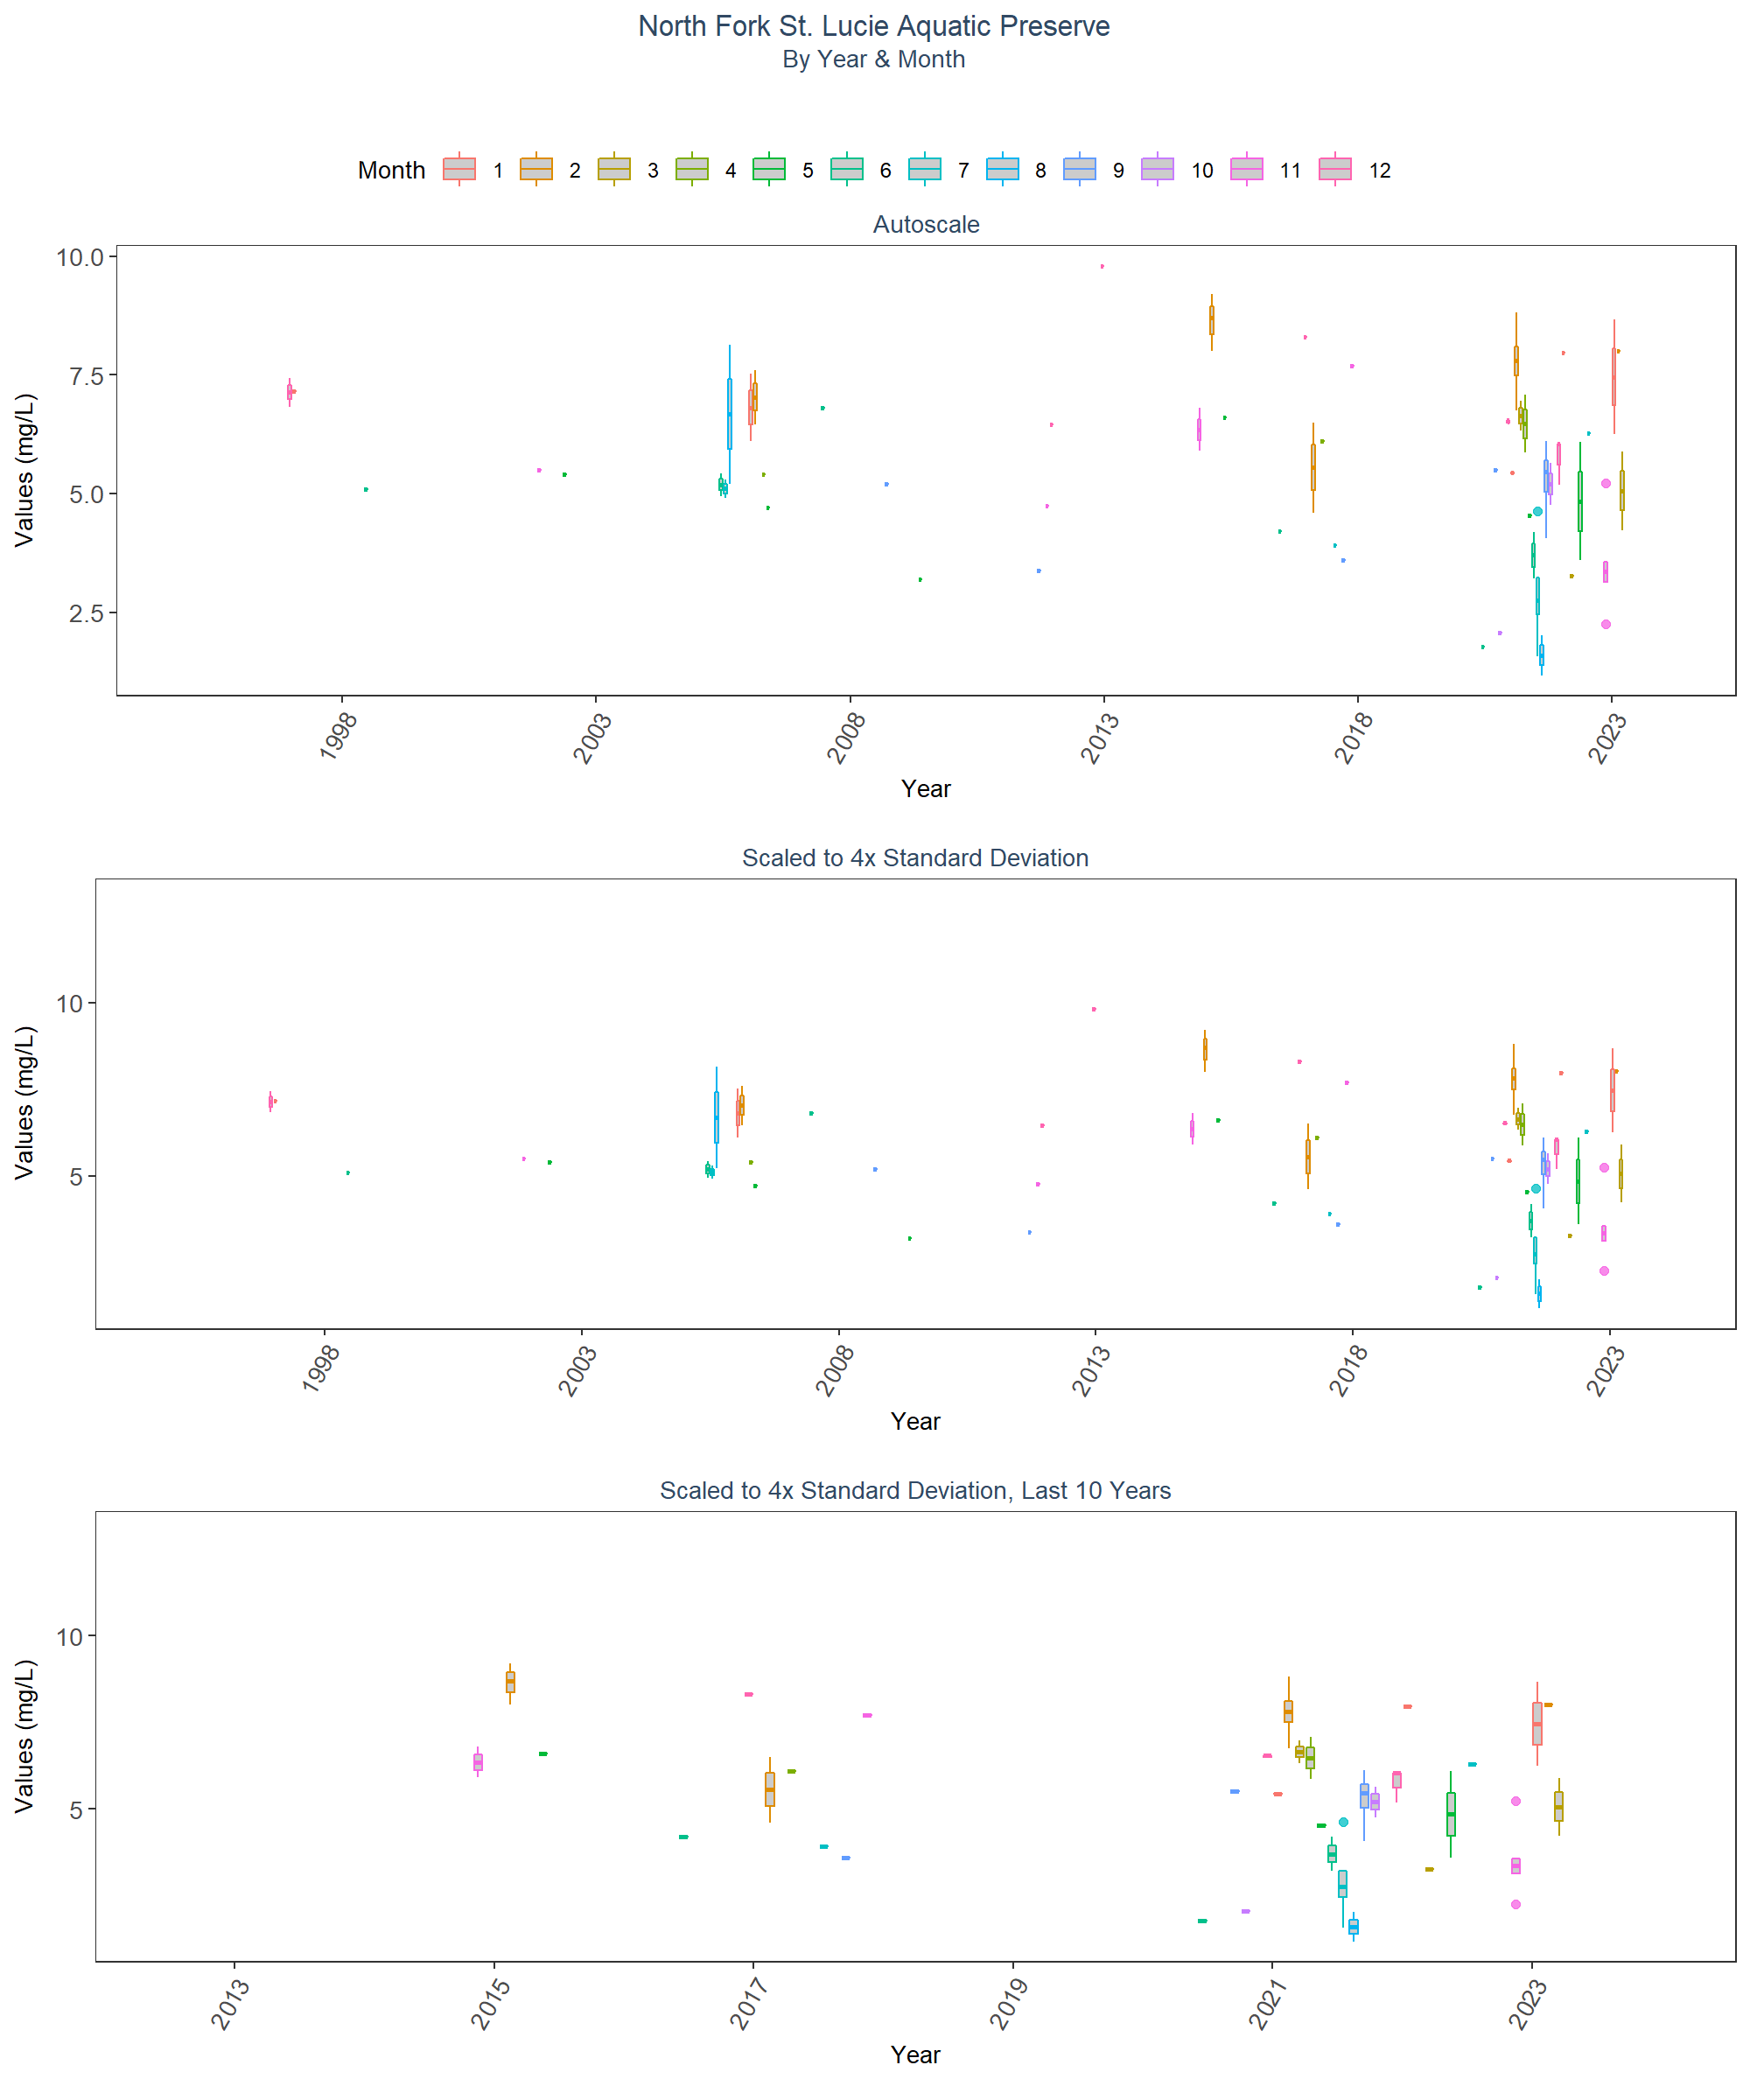 North Fork St. Lucie Aquatic Preserve
By Year & Month
Month 1 2 3 4 5 6 7 8 9 10 11 12
Autoscale
Values (mg/L)
10.0
7.5
5.0
2.5
1998 2003 2008 2013 2018 2023
Year
Scaled to 4x Standard Deviation
Values (mg/L)
10
5
1998 2003 2008 2013 2018 2023
Year
Scaled to 4x Standard Deviation, Last 10 Years
Values (mg/L)
10
5
2013 2015 2017 2019 2021 2023
Year